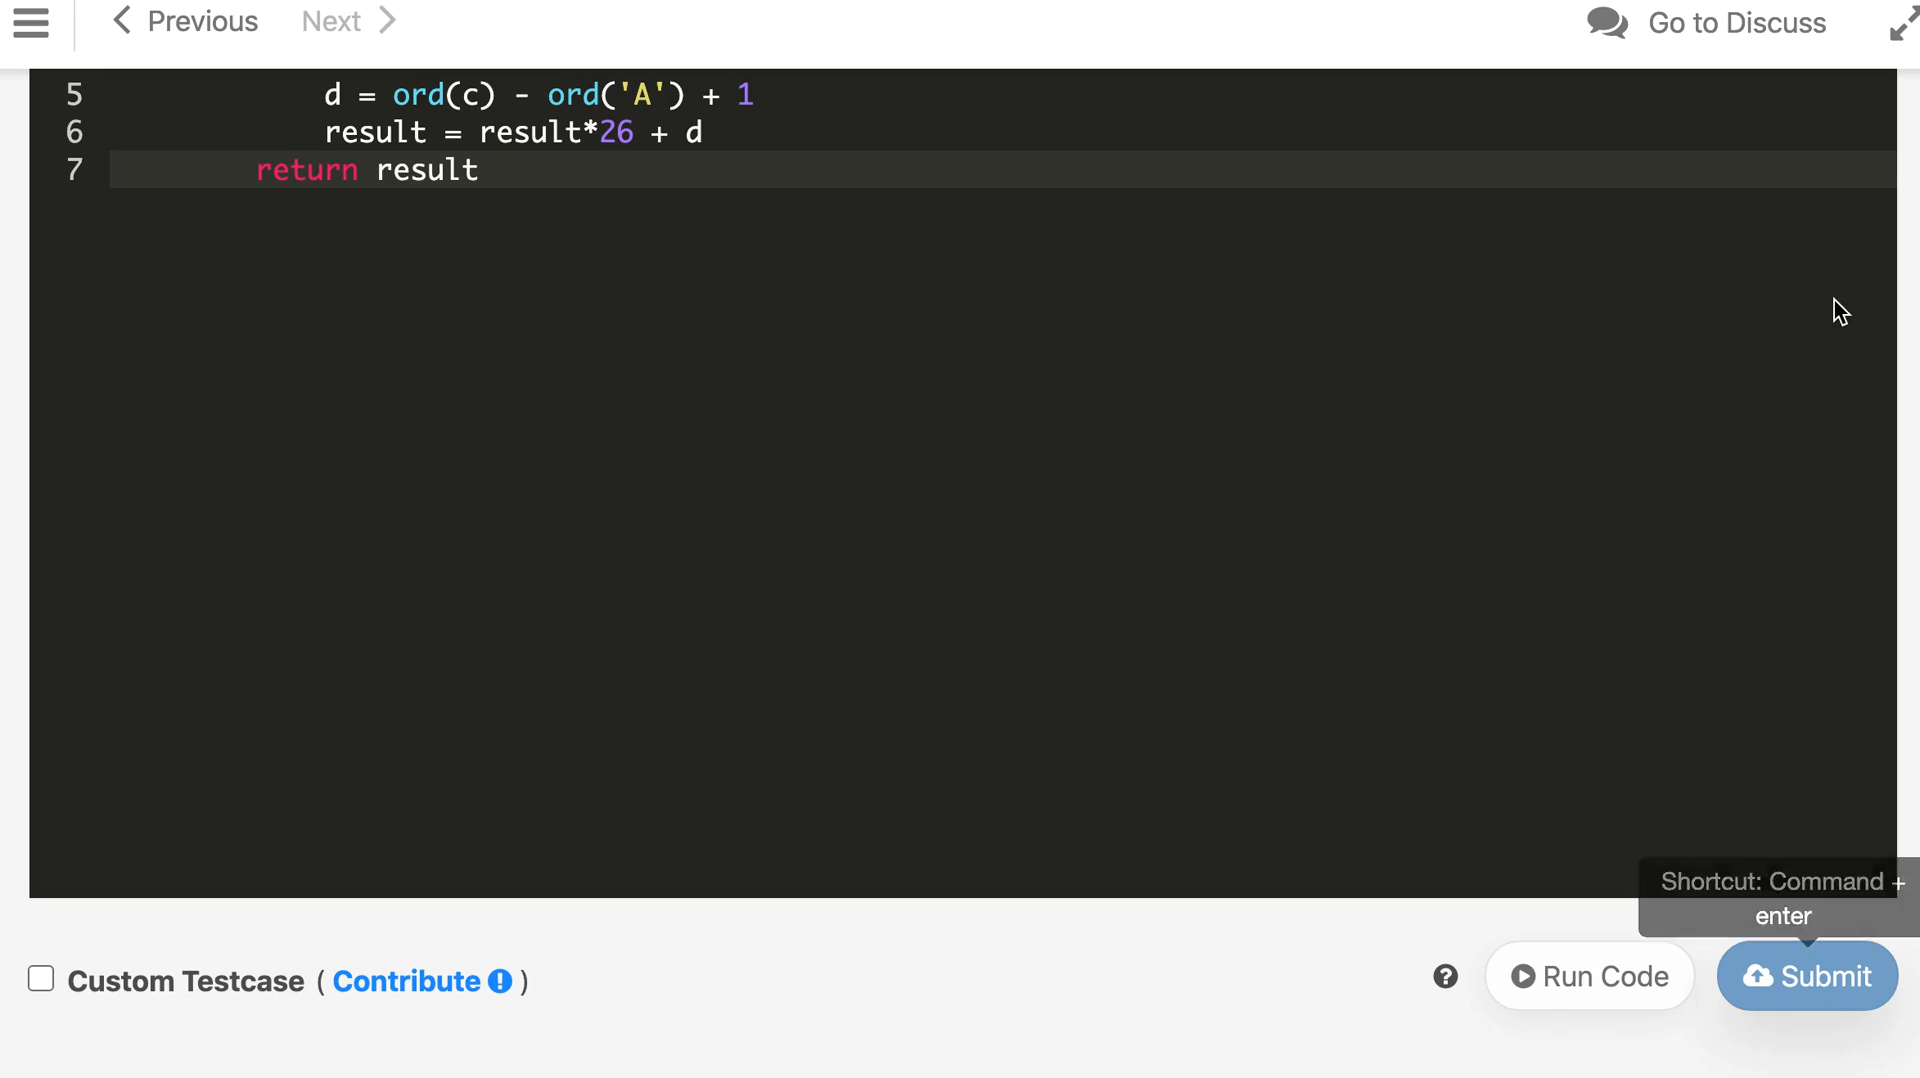 Previous Next Go to Discuss
5 d = ord(c) - ord('A') + 1
6 result = result*26 + d
7 return result
Shortcut: Command +
enter
Custom Testcase ( Contribute ! ) ? Run Code Submit